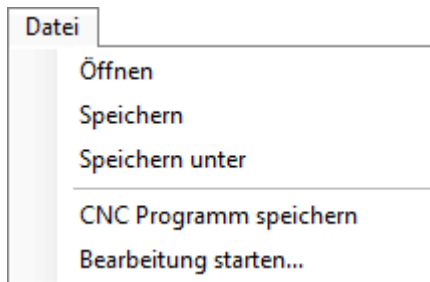 Datei
Öffnen
Speichern
Speichern unter
CNC Programm speichern
Bearbeitung starten...